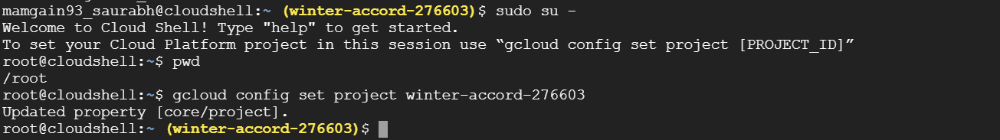 mamgain93_saurabh@cloudshell:~ (winter-accord-276603)$ sudo su -
Welcome to Cloud Shell! Type "help" to get started.
To set your Cloud Platform project in this session use “gcloud config set project [PROJECT_ID]”
root@cloudshell:~$ pwd
/root
root@cloudshell:~$ gcloud config set project winter-accord-276603
Updated property [core/project].
root@cloudshell:~ (winter-accord-276603)$